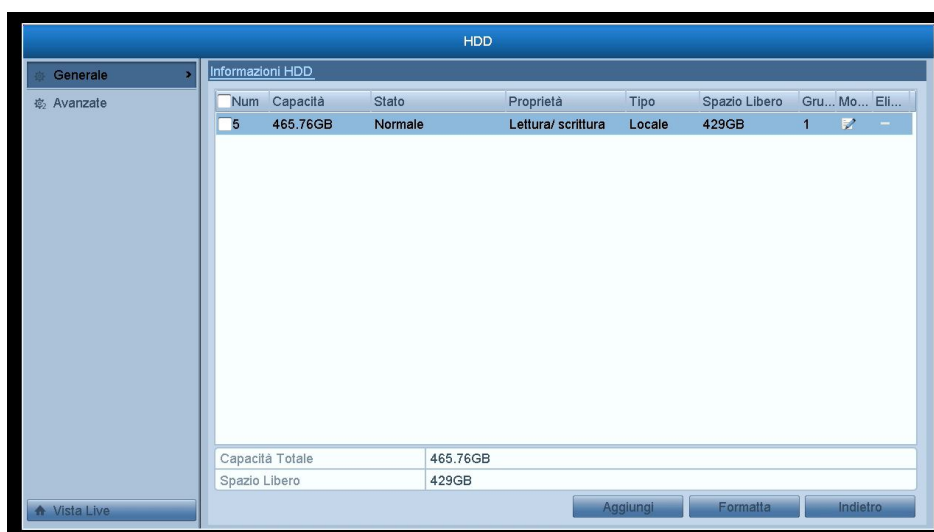 HDD
Generale
Avanzate
Informazioni HDD
Num Capacità Stato Proprietà Tipo Spazio Libero Gru... Mo... Eli...
5 465.76GB Normale Lettura/ scrittura Locale 429GB 1
Capacità Totale 465.76GB
Spazio Libero 429GB
Vista Live
Aggiungi Formatta Indietro